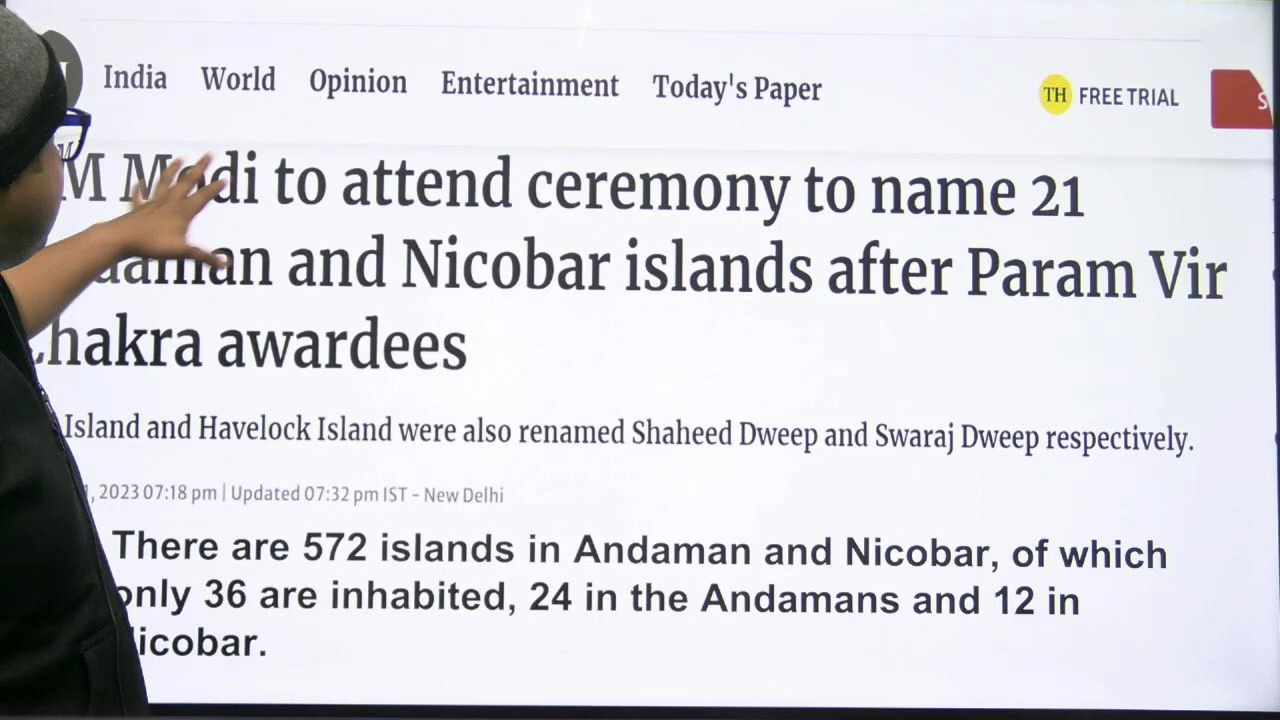 India World Opinion Entertainment Today's Paper TH FREE TRIAL
M Modi to attend ceremony to name 21
and Nicobar islands after Param Vir
hakra awardees
Island and Havelock Island were also renamed Shaheed Dweep and Swaraj Dweep respectively.
, 2023 07:18 pm | Updated 07:32 pm IST - New Delhi
There are 572 islands in Andaman and Nicobar, of which
only 36 are inhabited, 24 in the Andamans and 12 in
icobar.